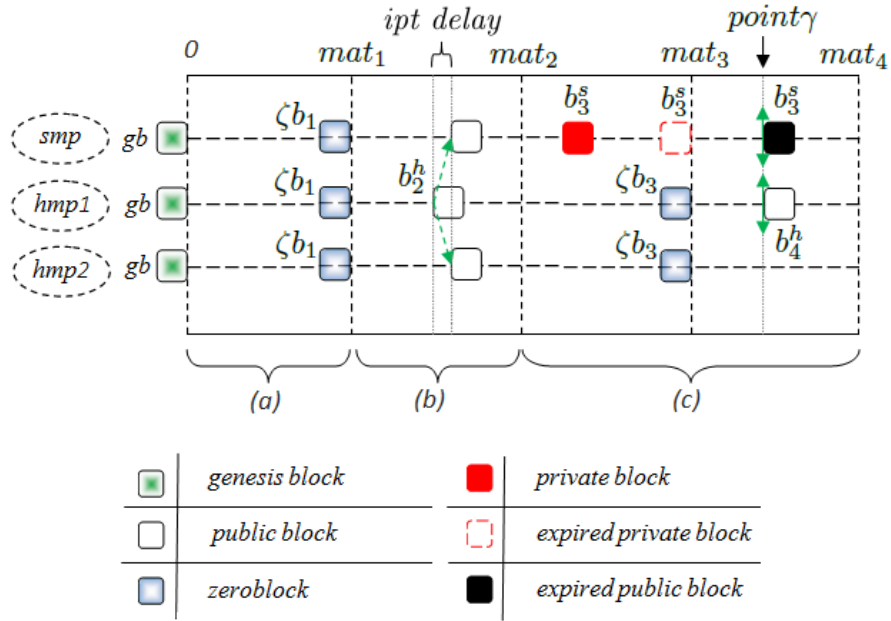 ipt delay
pointγ
0 mat₁ mat₂ mat₃ mat₄
smp gb ζb₁ b₃ˢ b₃ˢ b₃ˢ
hmp1 gb ζb₁ b₂ʰ ζb₃
hmp2 gb ζb₁ ζb₃ b₄ʰ
(a) (b) (c)
genesis block private block
public block expired private block
zeroblock expired public block